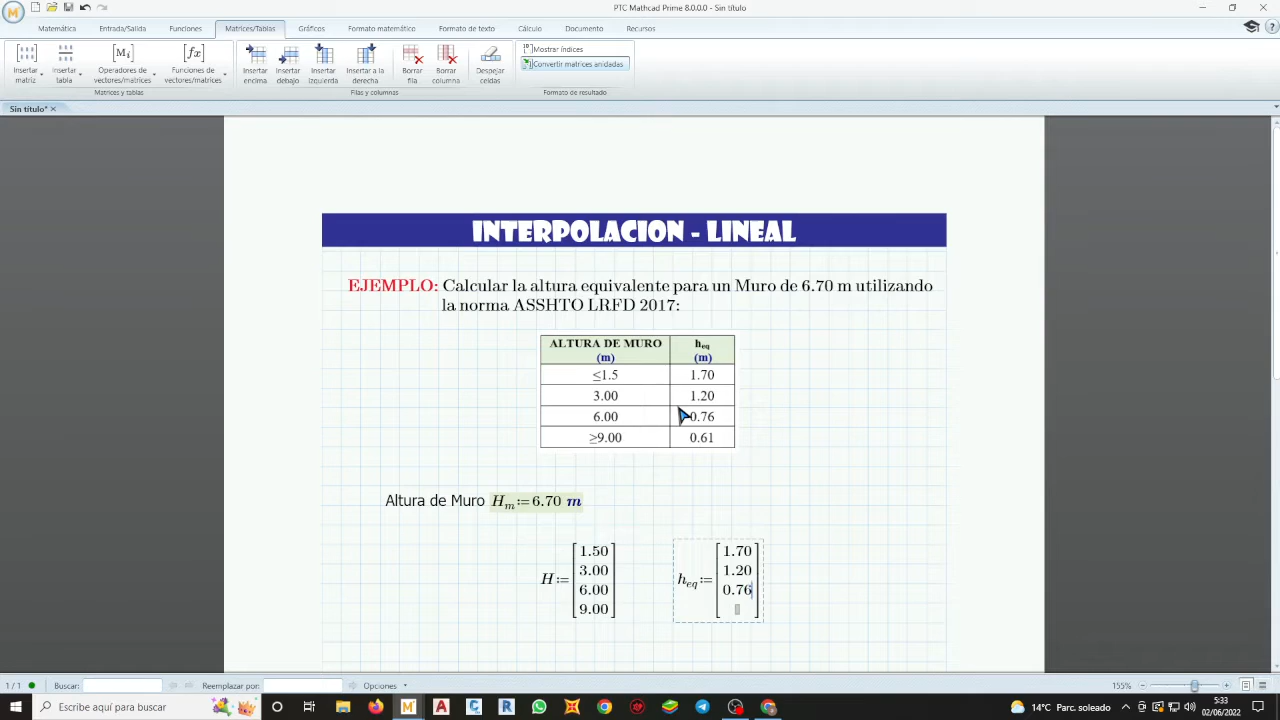 PTC Mathcad Prime 8.0.0.0 - Sin título
Matemática Entrada/Salida Funciones Matrices/Tablas Gráficos Formato matemático Formato de texto Cálculo Documento Recursos
Insertar matriz
Insertar tabla
Operadores de vectores/matrices
Funciones de vectores/matrices
Insertar encima
Insertar debajo
Insertar izquierda
Insertar a la derecha
Borrar fila
Borrar columna
Despejar celdas
Mostrar índices
Convertir matrices anidadas
Matrices y tablas Filas y columnas Formato de resultado
Sin título*
INTERPOLACION - LINEAL
EJEMPLO: Calcular la altura equivalente para un Muro de 6.70 m utilizando
la norma ASSHTO LRFD 2017:
ALTURA DE MURO heq
(m) (m)
≤1.5 1.70
3.00 1.20
6.00 0.76
≥9.00 0.61
Altura de Muro Hm:=6.70 m
H:= 1.50 3.00 6.00 9.00
heq:= 1.70 1.20 0.76
1/1 Buscar: Reemplazar por: Opciones 155%
Escribe aquí para buscar
14°C Parc. soleado
5:33
02/06/2022